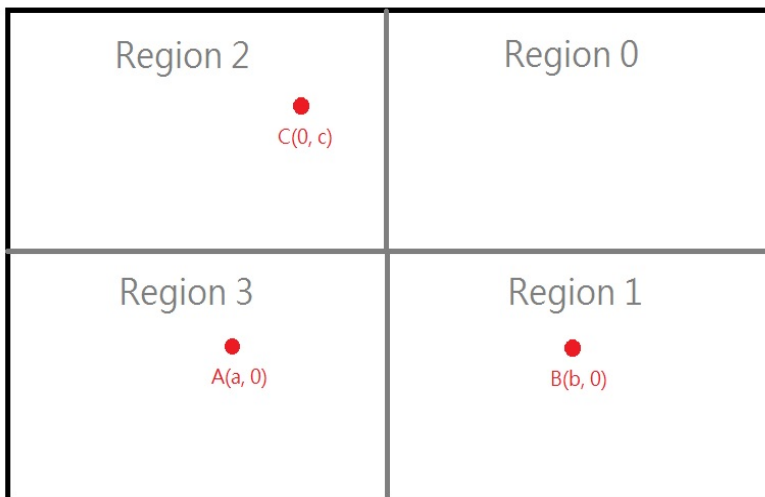 Region 2
Region 0
C(0, c)
Region 3
Region 1
A(a, 0)
B(b, 0)